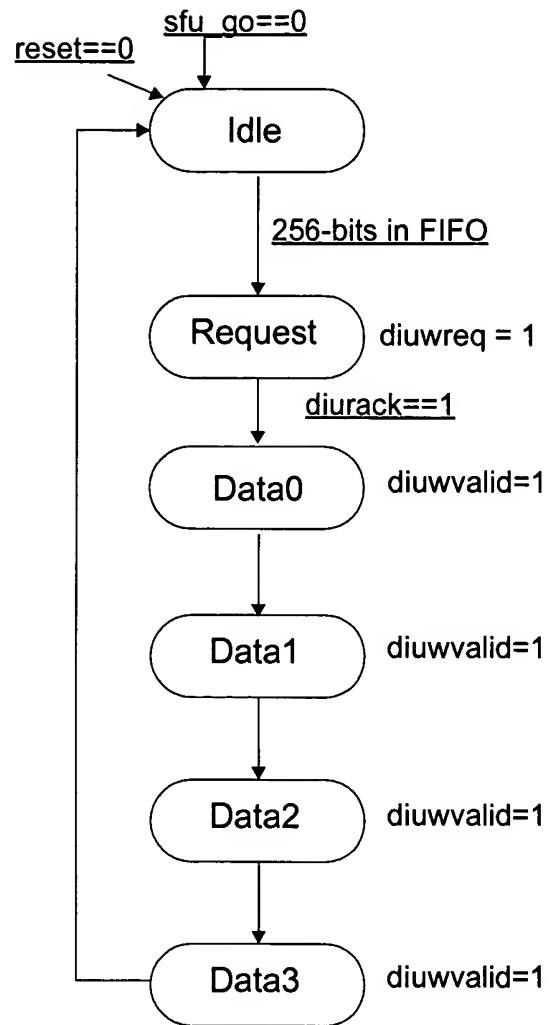 sfu_go==0
reset==0
Idle
256-bits in FIFO
Request
diuwreq = 1
diurack==1
Data0
diuwvalid=1
Data1
diuwvalid=1
Data2
diuwvalid=1
Data3
diuwvalid=1